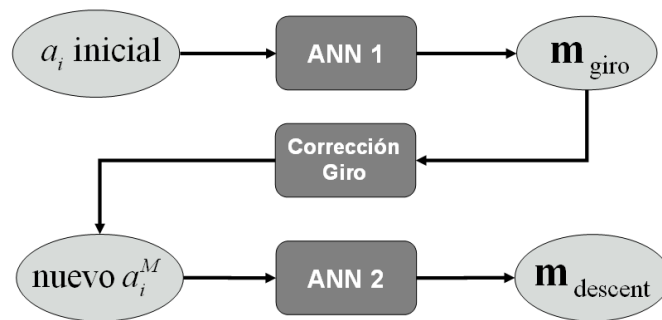 a_i inicial
ANN 1
m_giro
Corrección
Giro
nuevo a_i^M
ANN 2
m_descent